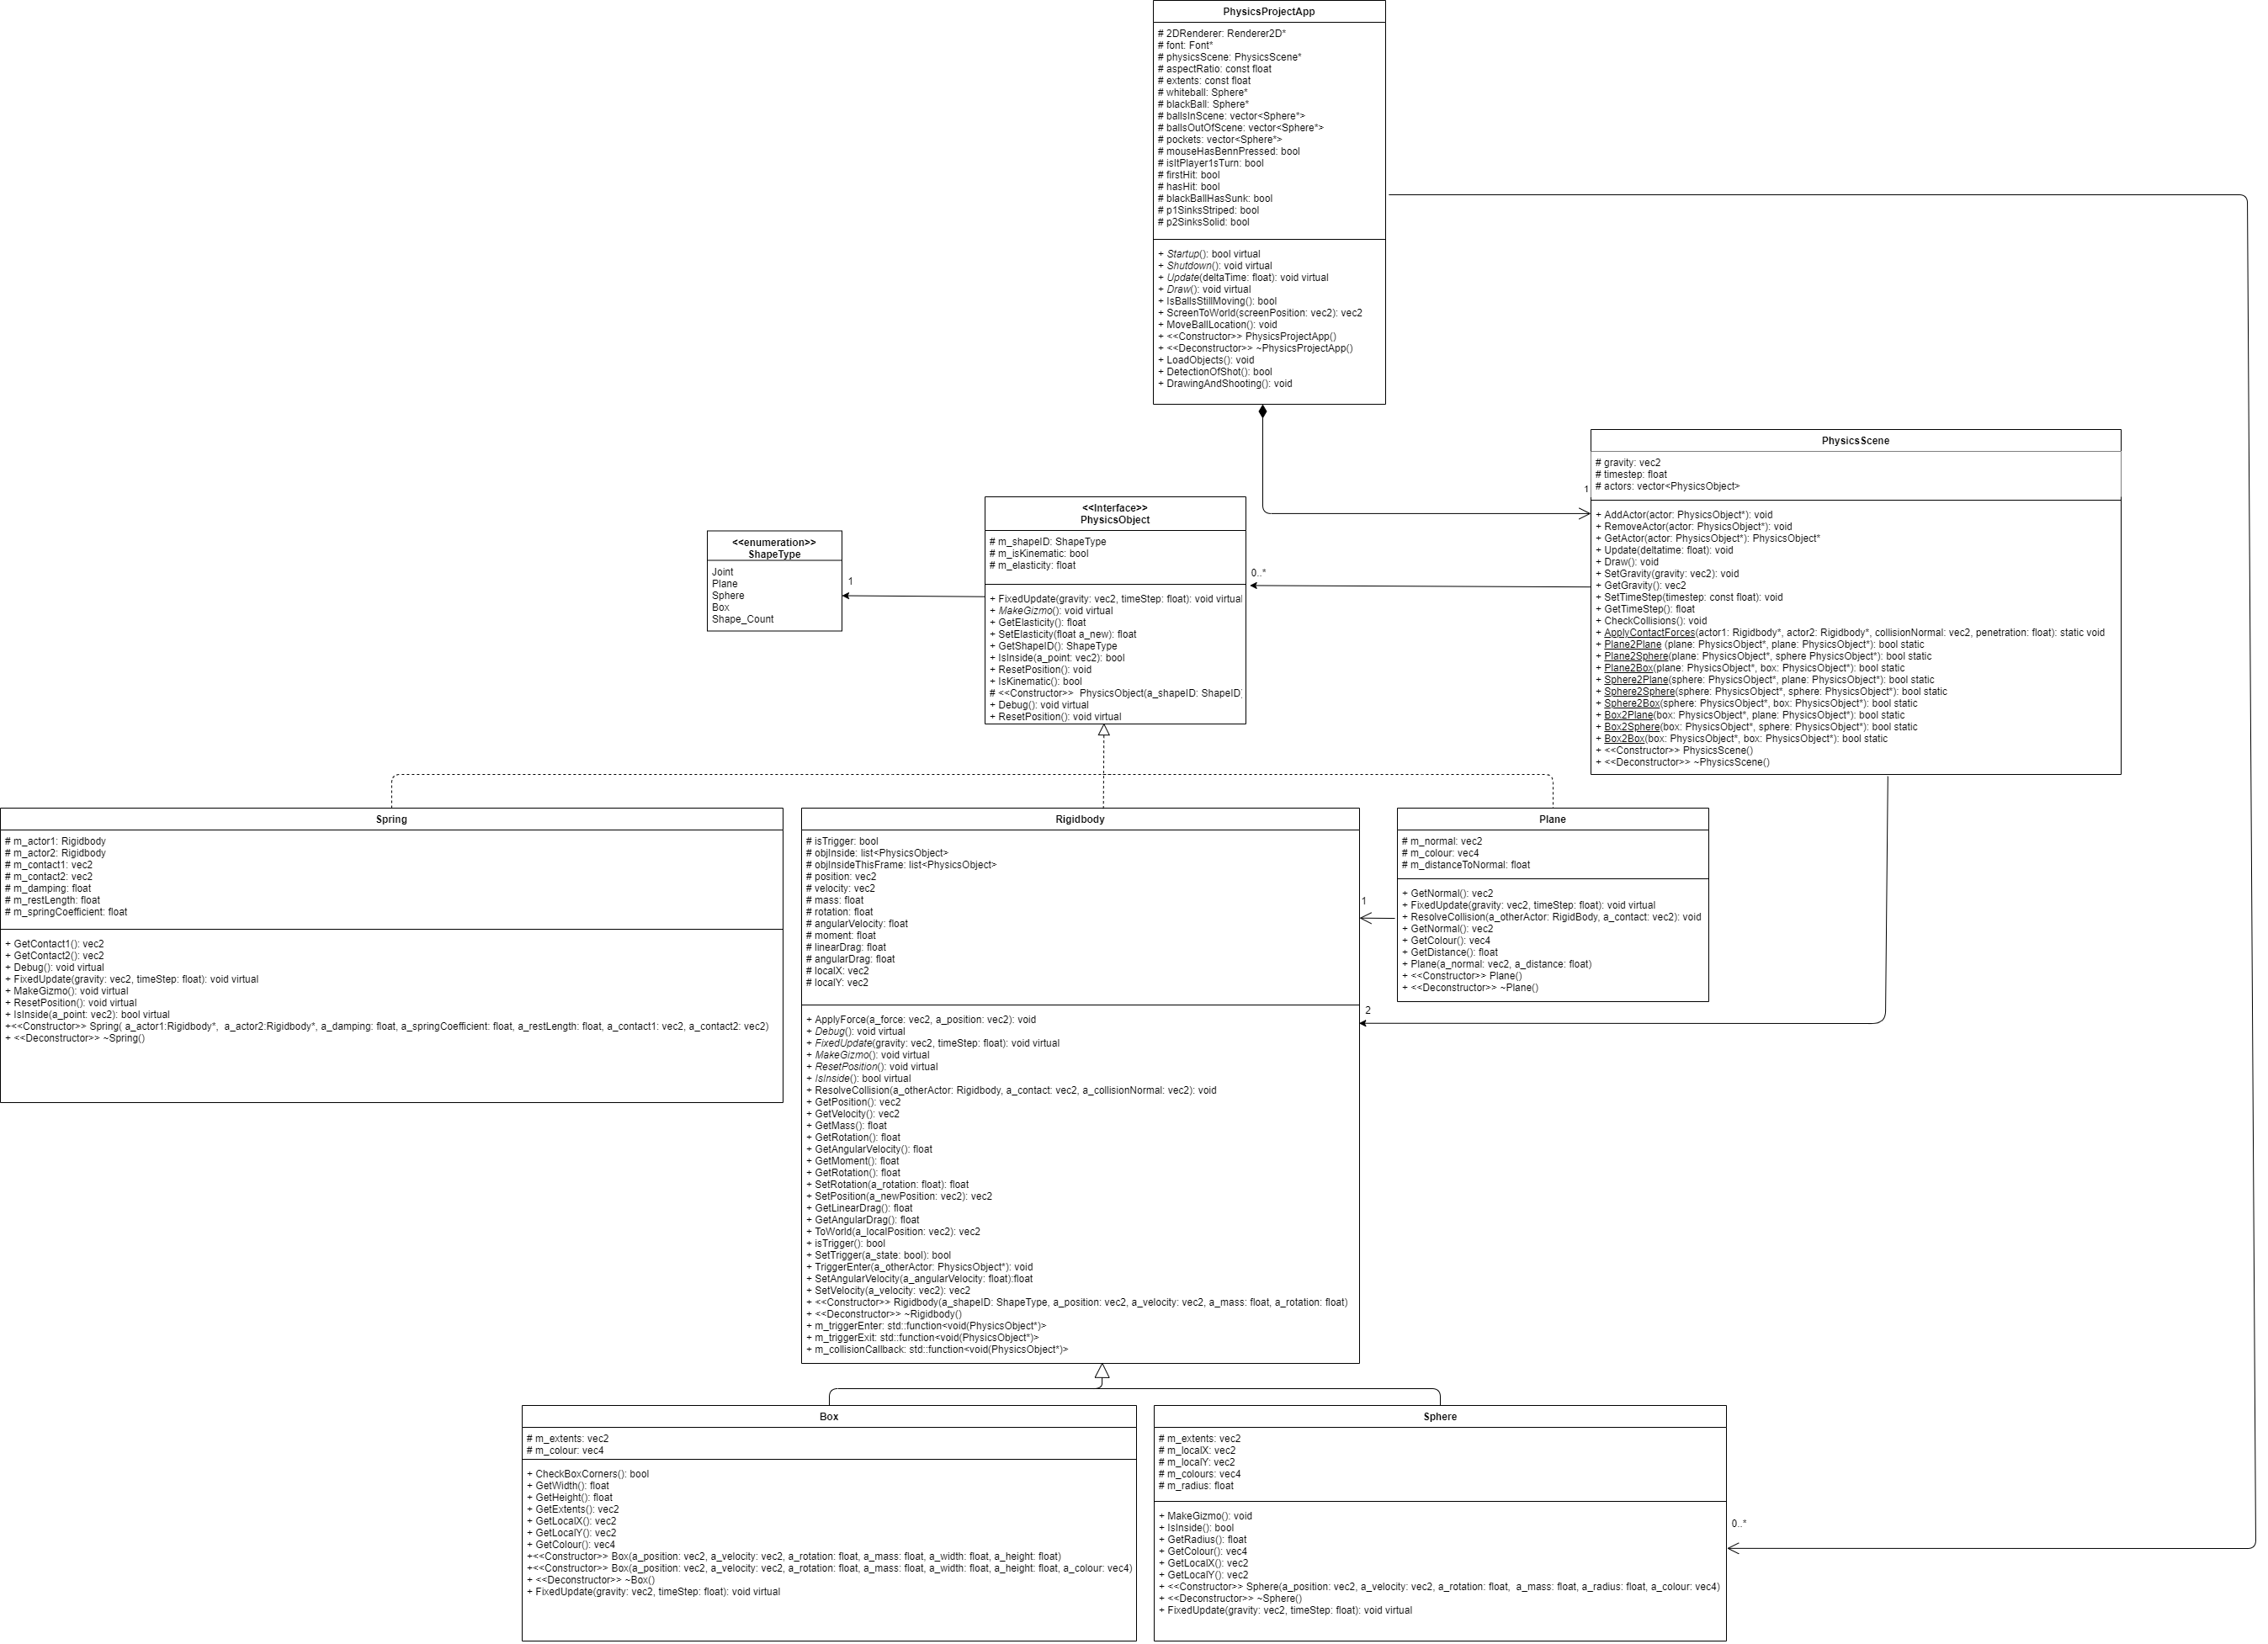 PhysicsProjectApp
# 2DRenderer: Renderer2D*
# font: Font*
# physicsScene: PhysicsScene*
# aspectRatio: const float
# extents: const float
# whiteball: Sphere*
# blackBall: Sphere*
# ballsInScene: vector<Sphere*>
# ballsOutOfScene: vector<Sphere*>
# pockets: vector<Sphere*>
# mouseHasBennPressed: bool
# isItPlayer1sTurn: bool
# firstHit: bool
# hasHit: bool
# blackBallHasSunk: bool
# p1SinksStriped: bool
# p2SinksSolid: bool
+ Startup(): bool virtual
+ Shutdown(): void virtual
+ Update(deltaTime: float): void virtual
+ Draw(): void virtual
+ IsBallsStillMoving(): bool
+ ScreenToWorld(screenPosition: vec2): vec2
+ MoveBallLocation(): void
+ <<Constructor>> PhysicsProjectApp()
+ <<Deconstructor>> ~PhysicsProjectApp()
+ LoadObjects(): void
+ DetectionOfShot(): bool
+ DrawingAndShooting(): void
PhysicsScene
# gravity: vec2
# timestep: float
# actors: vector<PhysicsObject>
1
+ AddActor(actor: PhysicsObject*): void
+ RemoveActor(actor: PhysicsObject*): void
+ GetActor(actor: PhysicsObject*): PhysicsObject*
+ Update(deltatime: float): void
+ Draw(): void
+ SetGravity(gravity: vec2): void
+ GetGravity(): vec2
+ SetTimeStep(timestep: const float): void
+ GetTimeStep(): float
+ CheckCollisions(): void
+ ApplyContactForces(actor1: Rigidbody*, actor2: Rigidbody*, collisionNormal: vec2, penetration: float): static void
+ Plane2Plane (plane: PhysicsObject*, plane: PhysicsObject*): bool static
+ Plane2Sphere(plane: PhysicsObject*, sphere PhysicsObject*): bool static
+ Plane2Box(plane: PhysicsObject*, box: PhysicsObject*): bool static
+ Sphere2Plane(sphere: PhysicsObject*, plane: PhysicsObject*): bool static
+ Sphere2Sphere(sphere: PhysicsObject*, sphere: PhysicsObject*): bool static
+ Sphere2Box(sphere: PhysicsObject*, box: PhysicsObject*): bool static
+ Box2Plane(box: PhysicsObject*, plane: PhysicsObject*): bool static
+ Box2Sphere(box: PhysicsObject*, sphere: PhysicsObject*): bool static
+ Box2Box(box: PhysicsObject*, box: PhysicsObject*): bool static
+ <<Constructor>> PhysicsScene()
+ <<Deconstructor>> ~PhysicsScene()
<<Interface>>
PhysicsObject
# m_shapeID: ShapeType
# m_isKinematic: bool
# m_elasticity: float
0..*
+ FixedUpdate(gravity: vec2, timeStep: float): void virtual
+ MakeGizmo(): void virtual
+ GetElasticity(): float
+ SetElasticity(float a_new): float
+ GetShapeID(): ShapeType
+ IsInside(a_point: vec2): bool
+ ResetPosition(): void
+ IsKinematic(): bool
# <<Constructor>> PhysicsObject(a_shapeID: ShapeID)
+ Debug(): void virtual
+ ResetPosition(): void virtual
<<enumeration>>
ShapeType
Joint
Plane
Sphere
Box
Shape_Count
1
Spring
# m_actor1: Rigidbody
# m_actor2: Rigidbody
# m_contact1: vec2
# m_contact2: vec2
# m_damping: float
# m_restLength: float
# m_springCoefficient: float
+ GetContact1(): vec2
+ GetContact2(): vec2
+ Debug(): void virtual
+ FixedUpdate(gravity: vec2, timeStep: float): void virtual
+ MakeGizmo(): void virtual
+ ResetPosition(): void virtual
+ IsInside(a_point: vec2): bool virtual
+<<Constructor>> Spring( a_actor1:Rigidbody*, a_actor2:Rigidbody*, a_damping: float, a_springCoefficient: float, a_restLength: float, a_contact1: vec2, a_contact2: vec2)
+ <<Deconstructor>> ~Spring()
Rigidbody
# isTrigger: bool
# objInside: list<PhysicsObject>
# objInsideThisFrame: list<PhysicsObject>
# position: vec2
# velocity: vec2
# mass: float
# rotation: float
# angularVelocity: float
# moment: float
# linearDrag: float
# angularDrag: float
# localX: vec2
# localY: vec2
+ ApplyForce(a_force: vec2, a_position: vec2): void
+ Debug(): void virtual
+ FixedUpdate(gravity: vec2, timeStep: float): void virtual
+ MakeGizmo(): void virtual
+ ResetPosition(): void virtual
+ IsInside(): bool virtual
+ ResolveCollision(a_otherActor: Rigidbody, a_contact: vec2, a_collisionNormal: vec2): void
+ GetPosition(): vec2
+ GetVelocity(): vec2
+ GetMass(): float
+ GetRotation(): float
+ GetAngularVelocity(): float
+ GetMoment(): float
+ GetRotation(): float
+ SetRotation(a_rotation: float): float
+ SetPosition(a_newPosition: vec2): vec2
+ GetLinearDrag(): float
+ GetAngularDrag(): float
+ ToWorld(a_localPosition: vec2): vec2
+ isTrigger(): bool
+ SetTrigger(a_state: bool): bool
+ TriggerEnter(a_otherActor: PhysicsObject*): void
+ SetAngularVelocity(a_angularVelocity: float):float
+ SetVelocity(a_velocity: vec2): vec2
+ <<Constructor>> Rigidbody(a_shapeID: ShapeType, a_position: vec2, a_velocity: vec2, a_mass: float, a_rotation: float)
+ <<Deconstructor>> ~Rigidbody()
+ m_triggerEnter: std::function<void(PhysicsObject*)>
+ m_triggerExit: std::function<void(PhysicsObject*)>
+ m_collisionCallback: std::function<void(PhysicsObject*)>
Plane
# m_normal: vec2
# m_colour: vec4
# m_distanceToNormal: float
1
+ GetNormal(): vec2
+ FixedUpdate(gravity: vec2, timeStep: float): void virtual
+ ResolveCollision(a_otherActor: RigidBody, a_contact: vec2): void
+ GetNormal(): vec2
+ GetColour(): vec4
+ GetDistance(): float
+ Plane(a_normal: vec2, a_distance: float)
+ <<Constructor>> Plane()
+ <<Deconstructor>> ~Plane()
2
Box
# m_extents: vec2
# m_colour: vec4
+ CheckBoxCorners(): bool
+ GetWidth(): float
+ GetHeight(): float
+ GetExtents(): vec2
+ GetLocalX(): vec2
+ GetLocalY(): vec2
+ GetColour(): vec4
+<<Constructor>> Box(a_position: vec2, a_velocity: vec2, a_rotation: float, a_mass: float, a_width: float, a_height: float)
+<<Constructor>> Box(a_position: vec2, a_velocity: vec2, a_rotation: float, a_mass: float, a_width: float, a_height: float, a_colour: vec4)
+ <<Deconstructor>> ~Box()
+ FixedUpdate(gravity: vec2, timeStep: float): void virtual
Sphere
# m_extents: vec2
# m_localX: vec2
# m_localY: vec2
# m_colours: vec4
# m_radius: float
+ MakeGizmo(): void
+ IsInside(): bool
+ GetRadius(): float
+ GetColour(): vec4
+ GetLocalX(): vec2
+ GetLocalY(): vec2
+ <<Constructor>> Sphere(a_position: vec2, a_velocity: vec2, a_rotation: float, a_mass: float, a_radius: float, a_colour: vec4)
+ <<Deconstructor>> ~Sphere()
+ FixedUpdate(gravity: vec2, timeStep: float): void virtual
0..*